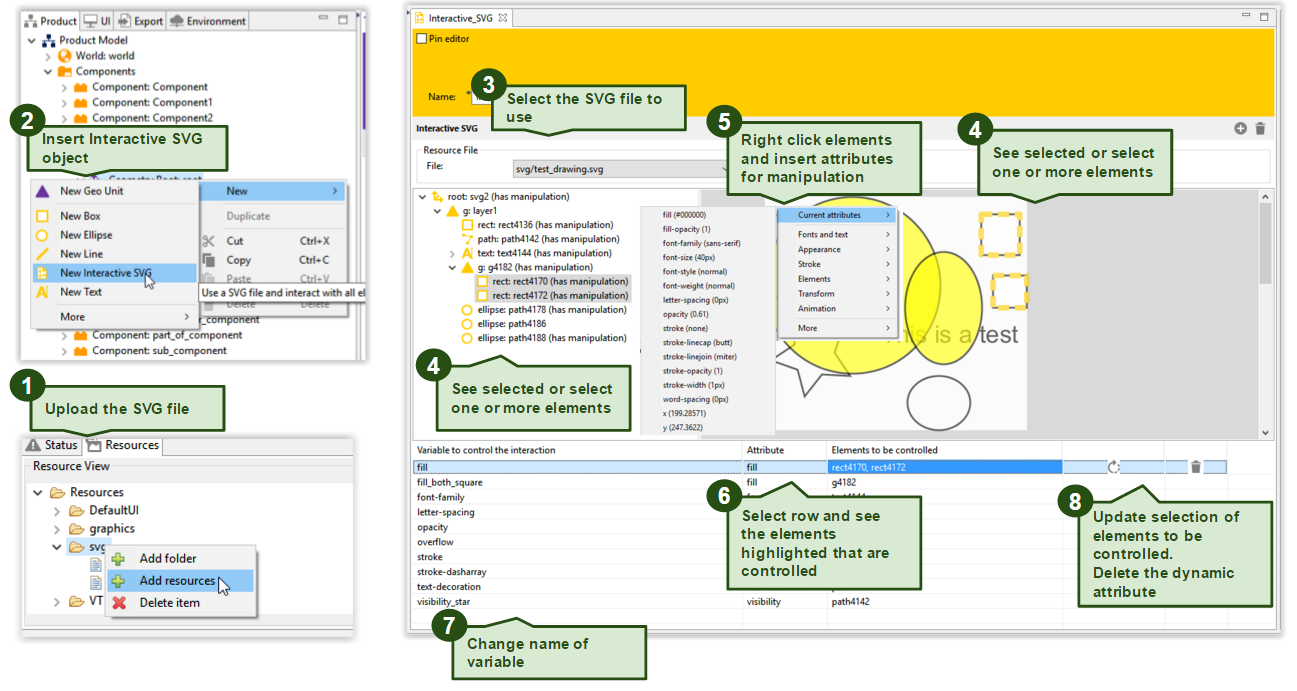 Product UI Export Environment
Product Model
World: world
Components
Component: Component
Component: Component1
Component: Component2
2
Insert Interactive SVG
object
New Geo Unit
New Box
New Ellipse
New Line
New Interactive SVG
New Text
More
New
Duplicate
Cut Ctrl+X
Copy Ctrl+C
Paste Ctrl+V
Use a SVG file and interact with all el
Delete Delete
Component: part_of_component
Component: sub_component
1
Upload the SVG file
Status Resources
Resource View
Resources
DefaultUI
graphics
svg
VT
Add folder
Add resources
Delete item
Interactive_SVG
Pin editor
Name: *
3
Select the SVG file to
use
Interactive SVG
Resource File
File: svg/test_drawing.svg
5
Right click elements
and insert attributes
for manipulation
4
See selected or select
one or more elements
root: svg2 (has manipulation)
g: layer1
rect: rect4136 (has manipulation)
path: path4142 (has manipulation)
text: text4144 (has manipulation)
g: g4182 (has manipulation)
rect: rect4170 (has manipulation)
rect: rect4172 (has manipulation)
ellipse: path4178 (has manipulation)
ellipse: path4186
ellipse: path4188 (has manipulation)
4
See selected or select
one or more elements
fill (#000000)
fill-opacity (1)
font-family (sans-serif)
font-size (40px)
font-style (normal)
font-weight (normal)
letter-spacing (0px)
opacity (0.61)
stroke (none)
stroke-linecap (butt)
stroke-linejoin (miter)
stroke-opacity (1)
stroke-width (1px)
word-spacing (0px)
x (199.28571)
y (247.3622)
Current attributes
Fonts and text
Appearance
Stroke
Elements
Transform
Animation
More
This is a test
Variable to control the interaction Attribute Elements to be controlled
fill fill rect4170, rect4172
fill_both_square fill g4182
font-family
letter-spacing
opacity
overflow
stroke
stroke-dasharray
text-decoration
visibility_star visibility path4142
6
Select row and see
the elements
highlighted that are
controlled
8
Update selection of
elements to be
controlled.
Delete the dynamic
attribute
7
Change name of
variable